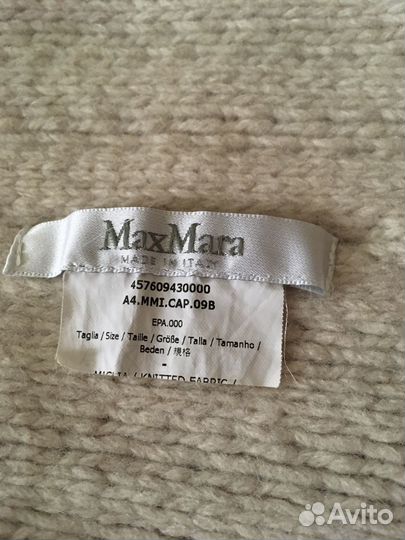 MaxMara
MADE IN ITALY
457609430000
A4.MMI.CAP.09B
EPA.000
Taglia / Size / Taille / Größe / Talla / Tamanho /
Beden / 規格
-
MIGLIA / KNITTED FABRIC /
Avito